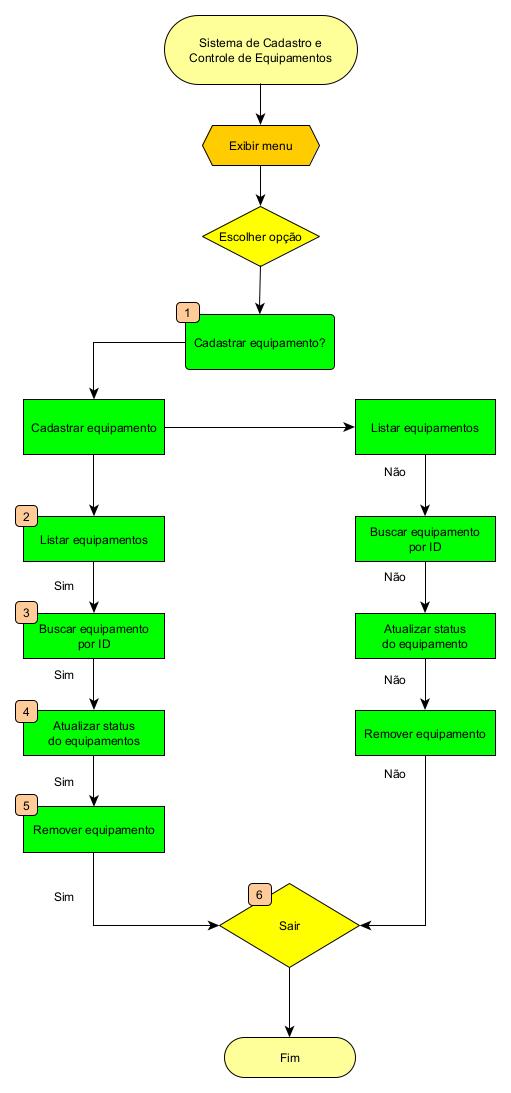 Sistema de Cadastro e
Controle de Equipamentos
Exibir menu
Escolher opção
1
Cadastrar equipamento?
Cadastrar equipamento
Listar equipamentos
Não
2
Listar equipamentos
Buscar equipamento
por ID
Sim
Não
3
Buscar equipamento
por ID
Atualizar status
do equipamento
Sim
Não
4
Atualizar status
do equipamentos
Remover equipamento
Sim
Não
5
Remover equipamento
Sim
6
Sair
Fim